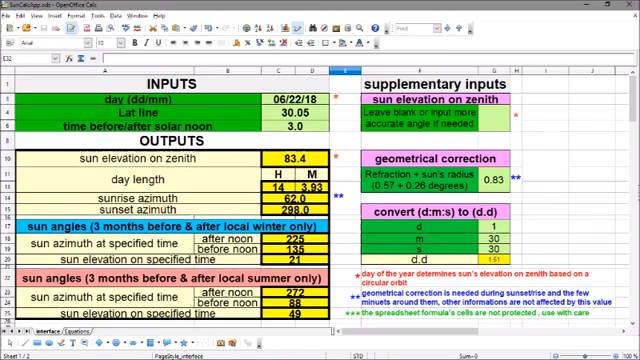 SunCalcApp.ods - OpenOffice Calc
File Edit View Insert Format Tools Data Window Help
Find
Arial 10
E32
A B C D E F G H I J
INPUTS supplementary inputs
day (dd/mm) 06/22/18 * sun elevation on zenith
Lat line 30.05 Leave blank or input more accurate angle if needed *
time before/after solar noon 3.0
OUTPUTS
sun elevation on zenith 83.4 * geometrical correction
day length H M Refraction + sun's radius (0.57 + 0.26 degrees) 0.83 **
14 3.93
sunrise azimuth 62.0 **
sunset azimuth 298.0 convert (d:m:s) to (d.d)
sun angles (3 months before & after local winter only) d 1
sun azimuth at specified time after noon 225 m 30
before noon 135 s 30
sun elevation on specified time 21 d.d 1.51
sun angles (3 months before & after local summer only) * day of the year determines sun's elevation on zenith based on a circular orbit
sun azimuth at specified time after noon 272 ** geometrical correction is needed during sunset/rise and the few
before noon 88 minuets around them, other informations are not affected by this value
sun elevation on specified time 49 *** the spreadsheet formula's cells are not protected , use with care
interface Equations
Sheet 1 / 2 PageStyle_interface STD Sum=0